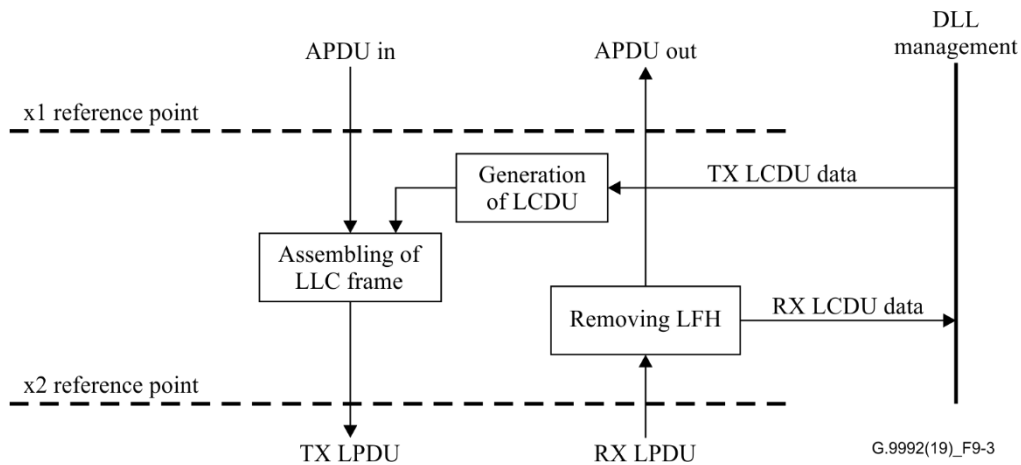 DLL
management
APDU in
APDU out
x1 reference point
Generation
of LCDU
TX LCDU data
Assembling of
LLC frame
Removing LFH
RX LCDU data
x2 reference point
TX LPDU
RX LPDU
G.9992(19)_F9-3